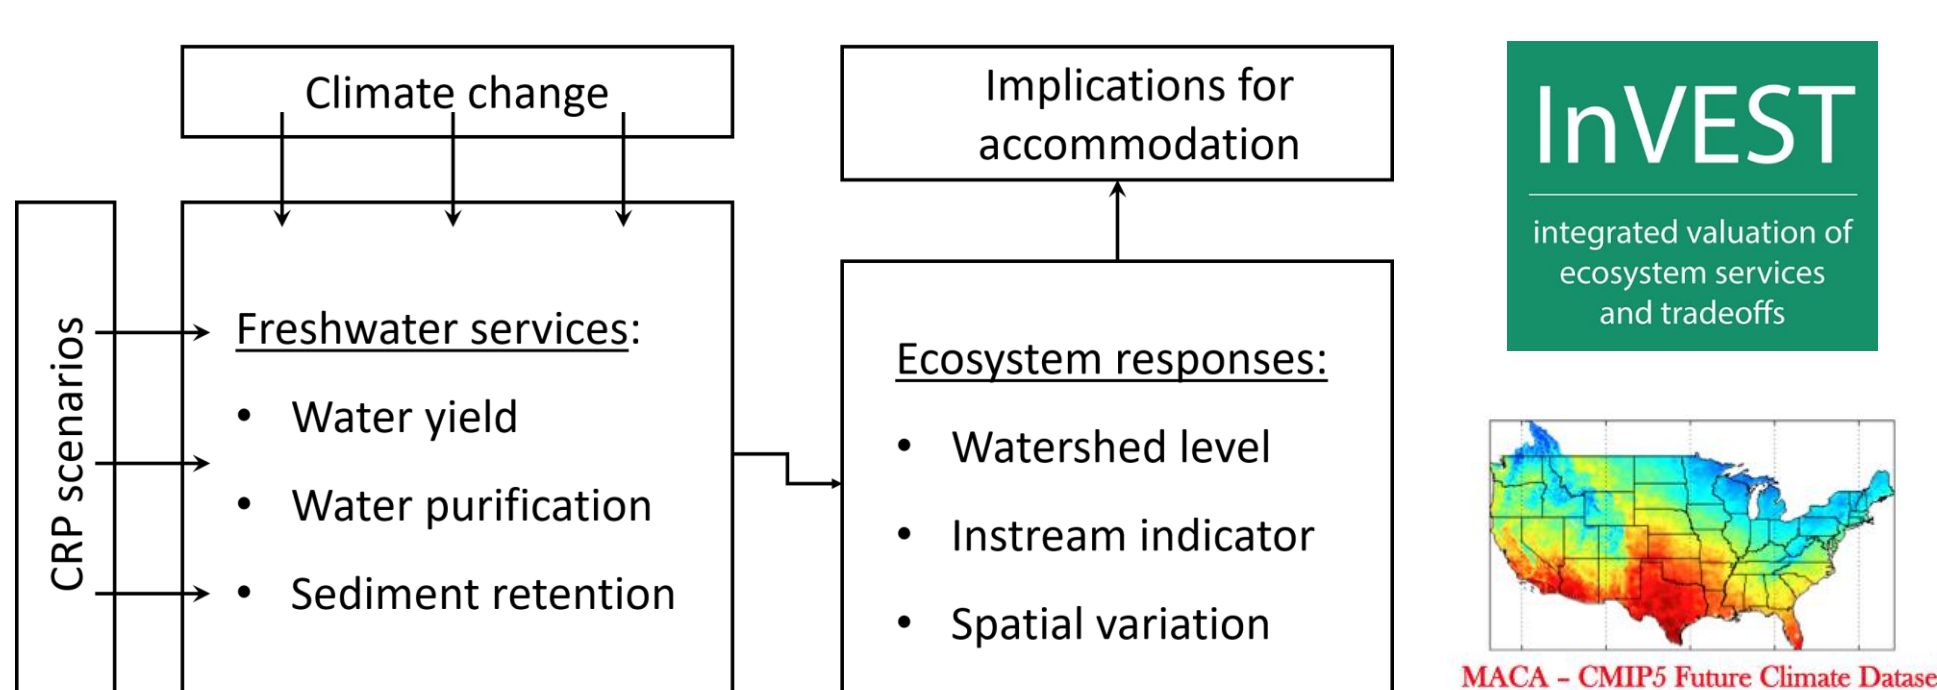 Climate change
CRP scenarios
Freshwater services:
• Water yield
• Water purification
• Sediment retention
Implications for
accommodation
Ecosystem responses:
• Watershed level
• Instream indicator
• Spatial variation
InVEST
integrated valuation of
ecosystem services
and tradeoffs
MACA – CMIP5 Future Climate Datase